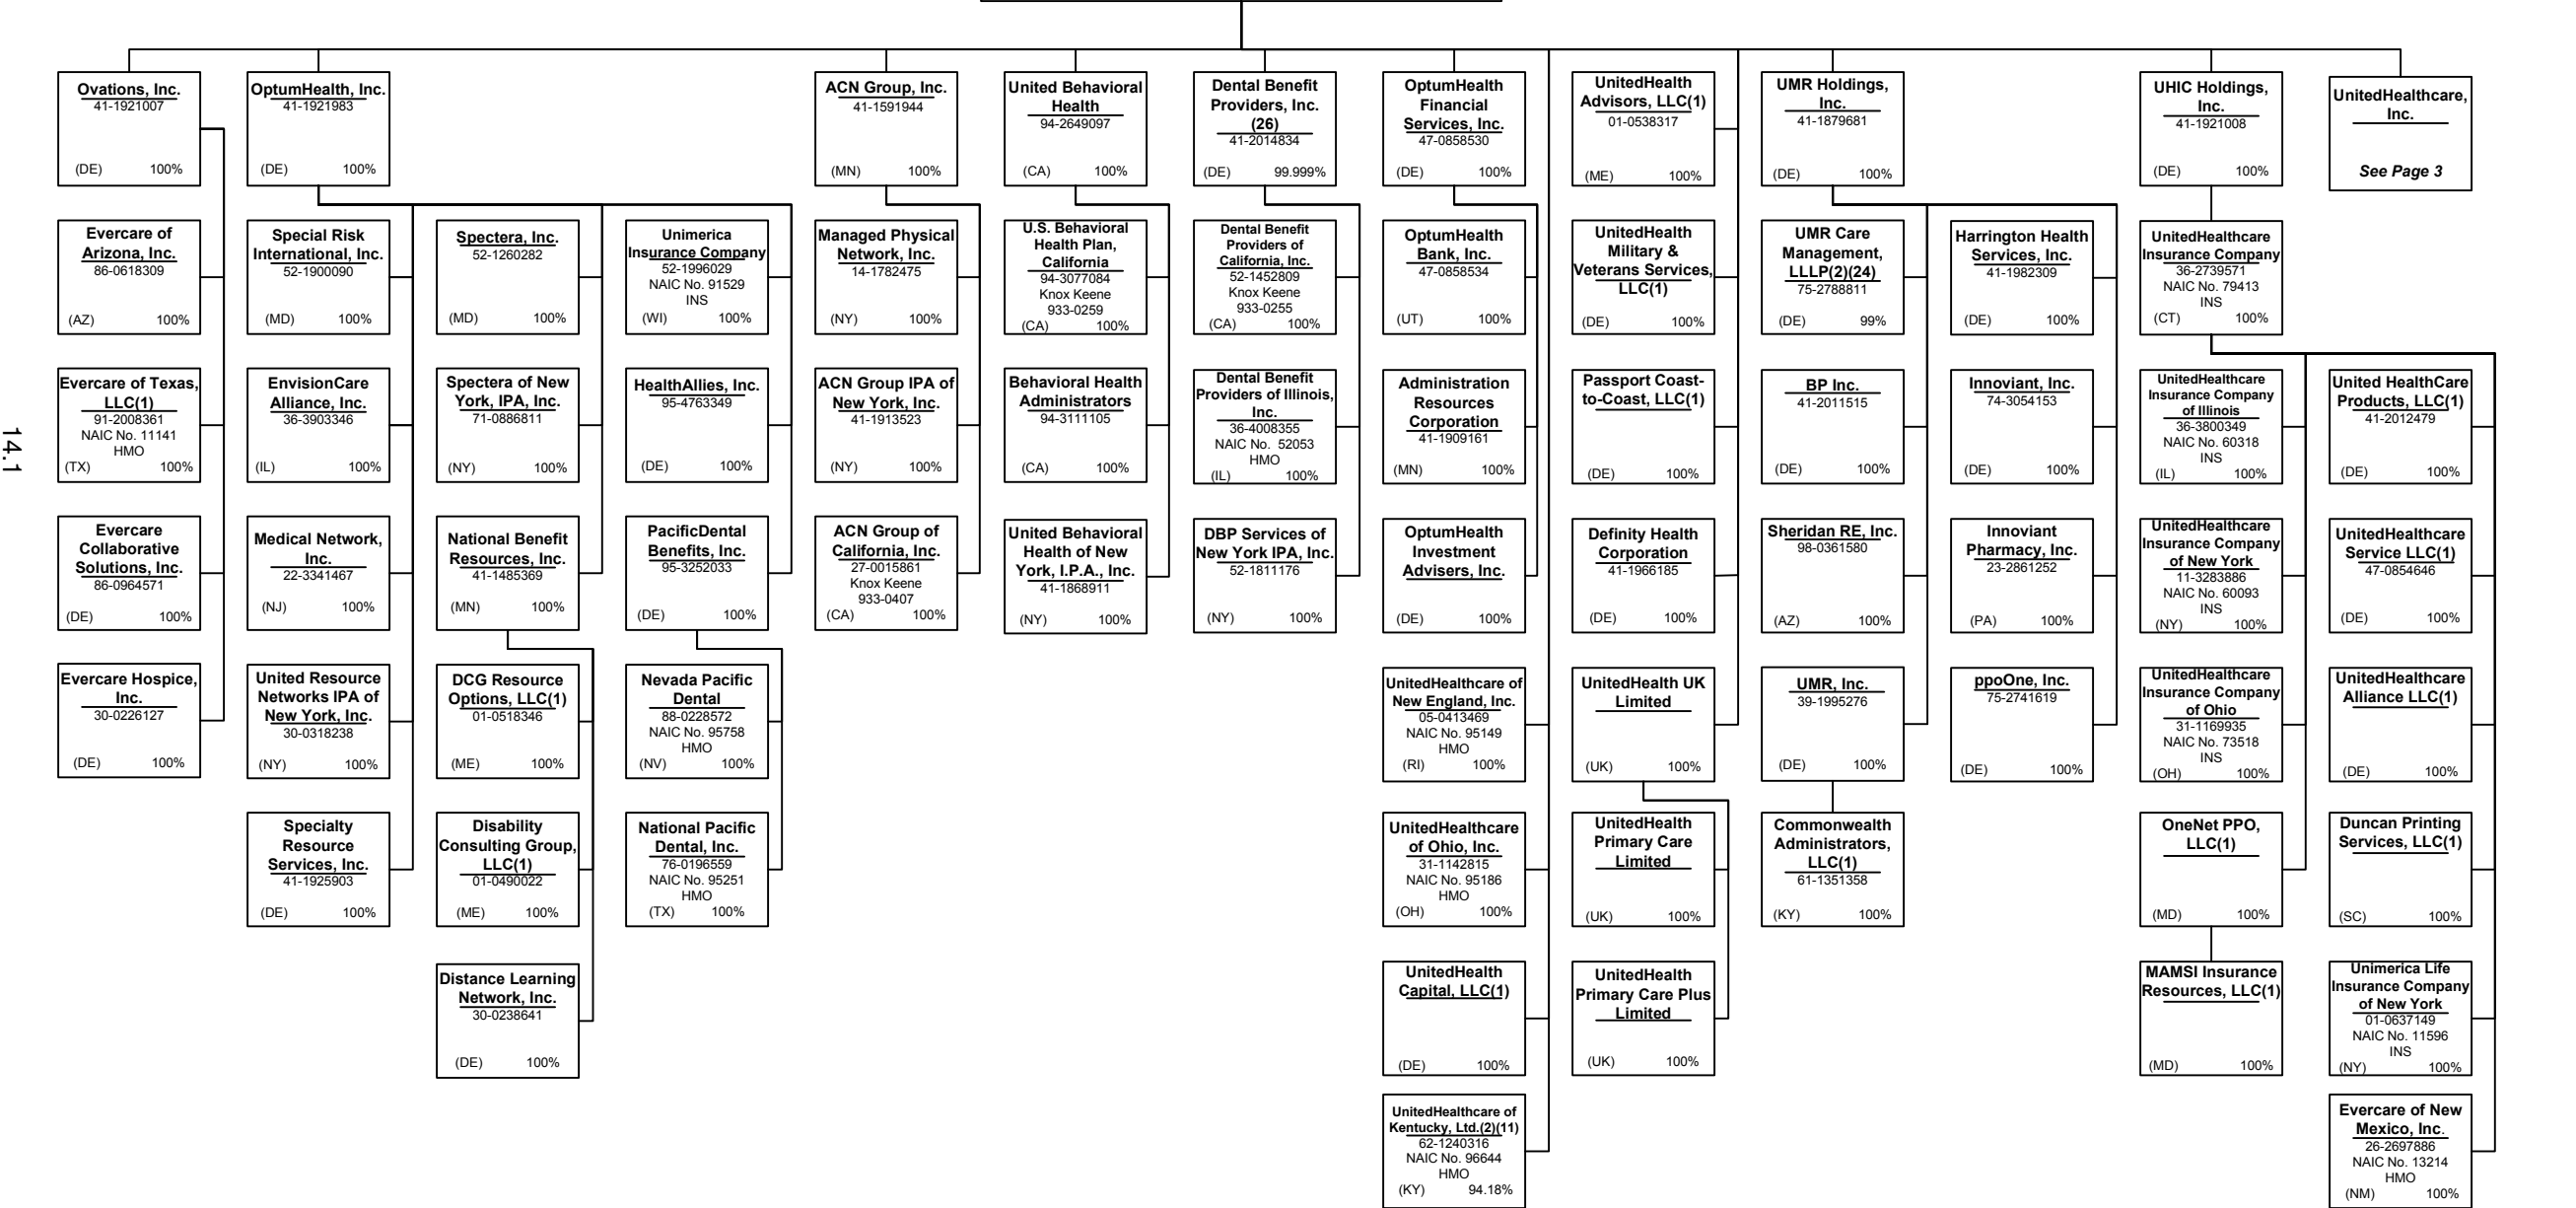 Ovations, Inc.
41-1921007
(DE) 100%
OptumHealth, Inc.
41-1921983
(DE) 100%
ACN Group, Inc.
41-1591944
(MN) 100%
United Behavioral
Health
94-2649097
(CA) 100%
Dental Benefit
Providers, Inc.
(26)
41-2014834
(DE) 99.999%
OptumHealth
Financial
Services, Inc.
47-0858530
(DE) 100%
UnitedHealth
Advisors, LLC(1)
01-0538317
(ME) 100%
UMR Holdings,
Inc.
41-1879681
(DE) 100%
UHIC Holdings,
Inc.
41-1921008
(DE) 100%
UnitedHealthcare,
Inc.
See Page 3
Evercare of
Arizona, Inc.
86-0618309
(AZ) 100%
Special Risk
International, Inc.
52-1900090
(MD) 100%
Spectera, Inc.
52-1260282
(MD) 100%
Unimerica
Insurance Company
52-1996029
NAIC No. 91529
INS
(WI) 100%
Managed Physical
Network, Inc.
14-1782475
(NY) 100%
U.S. Behavioral
Health Plan,
California
94-3077084
Knox Keene
933-0259
(CA) 100%
Dental Benefit
Providers of
California, Inc.
52-1452809
Knox Keene
933-0255
(CA) 100%
OptumHealth
Bank, Inc.
47-0858534
(UT) 100%
UnitedHealth
Military &
Veterans Services,
LLC(1)
(DE) 100%
UMR Care
Management,
LLLP(2)(24)
75-2788811
(DE) 99%
Harrington Health
Services, Inc.
41-1982309
(DE) 100%
UnitedHealthcare
Insurance Company
36-2739571
NAIC No. 79413
INS
(CT) 100%
Evercare of Texas,
LLC(1)
91-2008361
NAIC No. 11141
HMO
(TX) 100%
EnvisionCare
Alliance, Inc.
36-3903346
(IL) 100%
Spectera of New
York, IPA, Inc.
71-0886811
(NY) 100%
HealthAllies, Inc.
95-4763349
(DE) 100%
ACN Group IPA of
New York, Inc.
41-1913523
(NY) 100%
Behavioral Health
Administrators
94-3111105
(CA) 100%
Dental Benefit
Providers of Illinois,
Inc.
36-4008355
NAIC No. 52053
HMO
(IL) 100%
Administration
Resources
Corporation
41-1909161
(MN) 100%
Passport Coast-
to-Coast, LLC(1)
(DE) 100%
BP Inc.
41-2011515
(DE) 100%
Innoviant, Inc.
74-3054153
(DE) 100%
UnitedHealthcare
Insurance Company
of Illinois
36-3800349
NAIC No. 60318
INS
(IL) 100%
United HealthCare
Products, LLC(1)
41-2012479
(DE) 100%
14.1
Evercare
Collaborative
Solutions, Inc.
86-0964571
(DE) 100%
Medical Network,
Inc.
22-3341467
(NJ) 100%
National Benefit
Resources, Inc.
41-1485369
(MN) 100%
PacificDental
Benefits, Inc.
95-3252033
(DE) 100%
ACN Group of
California, Inc.
27-0015861
Knox Keene
933-0407
(CA) 100%
United Behavioral
Health of New
York, I.P.A., Inc.
41-1868911
(NY) 100%
DBP Services of
New York IPA, Inc.
52-1811176
(NY) 100%
OptumHealth
Investment
Advisers, Inc.
(DE) 100%
Definity Health
Corporation
41-1966185
(DE) 100%
Sheridan RE, Inc.
98-0361580
(AZ) 100%
Innoviant
Pharmacy, Inc.
23-2861252
(PA) 100%
UnitedHealthcare
Insurance Company
of New York
11-3283886
NAIC No. 60093
INS
(NY) 100%
UnitedHealthcare
Service LLC(1)
47-0854646
(DE) 100%
Evercare Hospice,
Inc.
30-0226127
(DE) 100%
United Resource
Networks IPA of
New York, Inc.
30-0318238
(NY) 100%
DCG Resource
Options, LLC(1)
01-0518346
(ME) 100%
Nevada Pacific
Dental
88-0228572
NAIC No. 95758
HMO
(NV) 100%
UnitedHealthcare of
New England, Inc.
05-0413469
NAIC No. 95149
HMO
(RI) 100%
UnitedHealth UK
Limited
(UK) 100%
UMR, Inc.
39-1995276
(DE) 100%
ppoOne, Inc.
75-2741619
(DE) 100%
UnitedHealthcare
Insurance Company
of Ohio
31-1169935
NAIC No. 73518
INS
(OH) 100%
UnitedHealthcare
Alliance LLC(1)
(DE) 100%
Specialty
Resource
Services, Inc.
41-1925903
(DE) 100%
Disability
Consulting Group,
LLC(1)
01-0490022
(ME) 100%
National Pacific
Dental, Inc.
76-0196559
NAIC No. 95251
HMO
(TX) 100%
UnitedHealthcare
of Ohio, Inc.
31-1142815
NAIC No. 95186
HMO
(OH) 100%
UnitedHealth
Primary Care
Limited
(UK) 100%
Commonwealth
Administrators,
LLC(1)
61-1351358
(KY) 100%
OneNet PPO,
LLC(1)
(MD) 100%
Duncan Printing
Services, LLC(1)
(SC) 100%
Distance Learning
Network, Inc.
30-0238641
(DE) 100%
UnitedHealth
Capital, LLC(1)
(DE) 100%
UnitedHealth
Primary Care Plus
Limited
(UK) 100%
MAMSI Insurance
Resources, LLC(1)
(MD) 100%
Unimerica Life
Insurance Company
of New York
01-0637149
NAIC No. 11596
INS
(NY) 100%
UnitedHealthcare of
Kentucky, Ltd.(2)(11)
62-1240316
NAIC No. 96644
HMO
(KY) 94.18%
Evercare of New
Mexico, Inc.
26-2697886
NAIC No. 13214
HMO
(NM) 100%